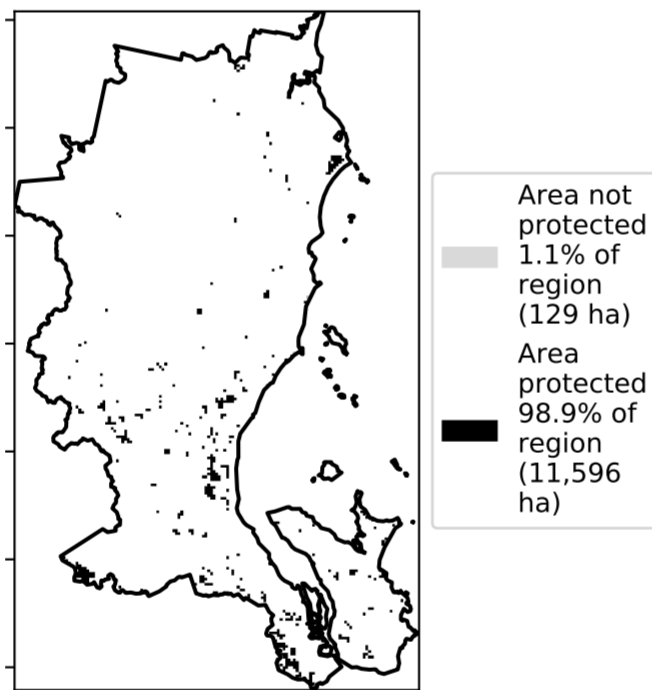 Area not
protected
1.1% of
region
(129 ha)
Area
protected
98.9% of
region
(11,596
ha)